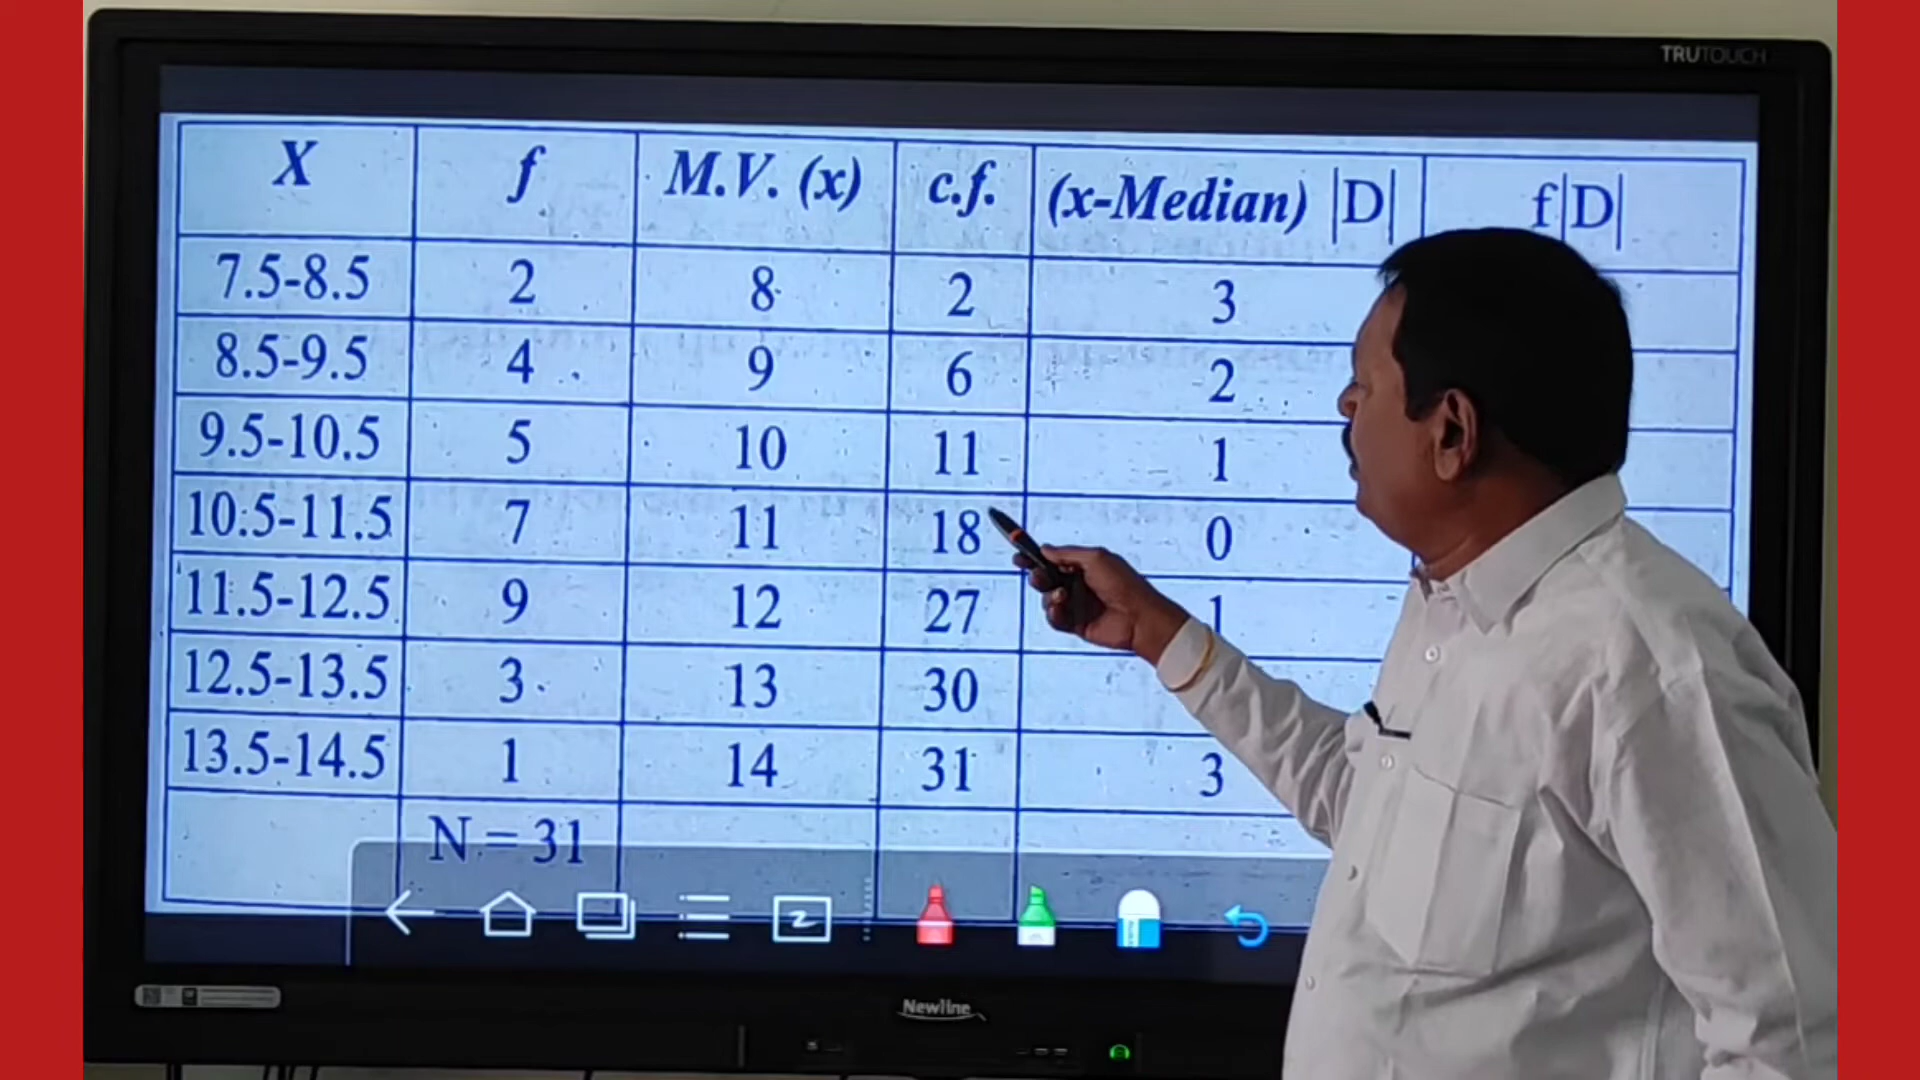 TRUTOUCH
X f M.V. (x) c.f. (x-Median) |D| f|D|
7.5-8.5 2 8 2 3
8.5-9.5 4 9 6 2
9.5-10.5 5 10 11 1
10.5-11.5 7 11 18 0
11.5-12.5 9 12 27 1
12.5-13.5 3 13 30
13.5-14.5 1 14 31 3
N = 31
Newline